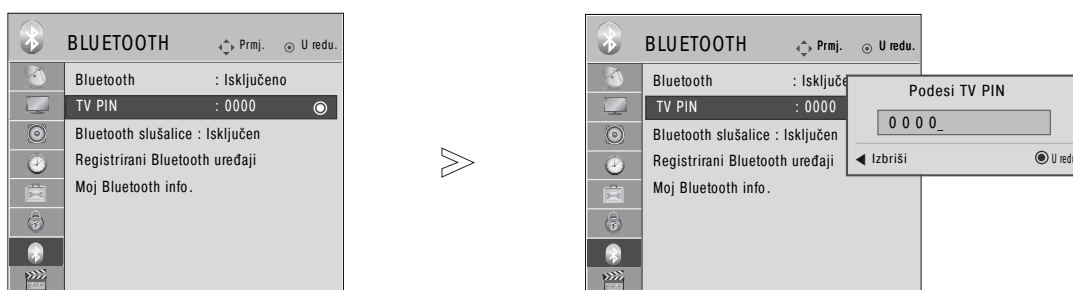 BLUETOOTH Prmj. U redu.
Bluetooth : Isključeno
TV PIN : 0000
Bluetooth slušalice : Isključen
Registrirani Bluetooth uređaji
Moj Bluetooth info.
BLUETOOTH Prmj. U redu.
Bluetooth : Isključe
TV PIN : 0000
Bluetooth slušalice : Isključen
Registrirani Bluetooth uređaji
Moj Bluetooth info.
Podesi TV PIN
0 0 0 0_
Izbriši U redu